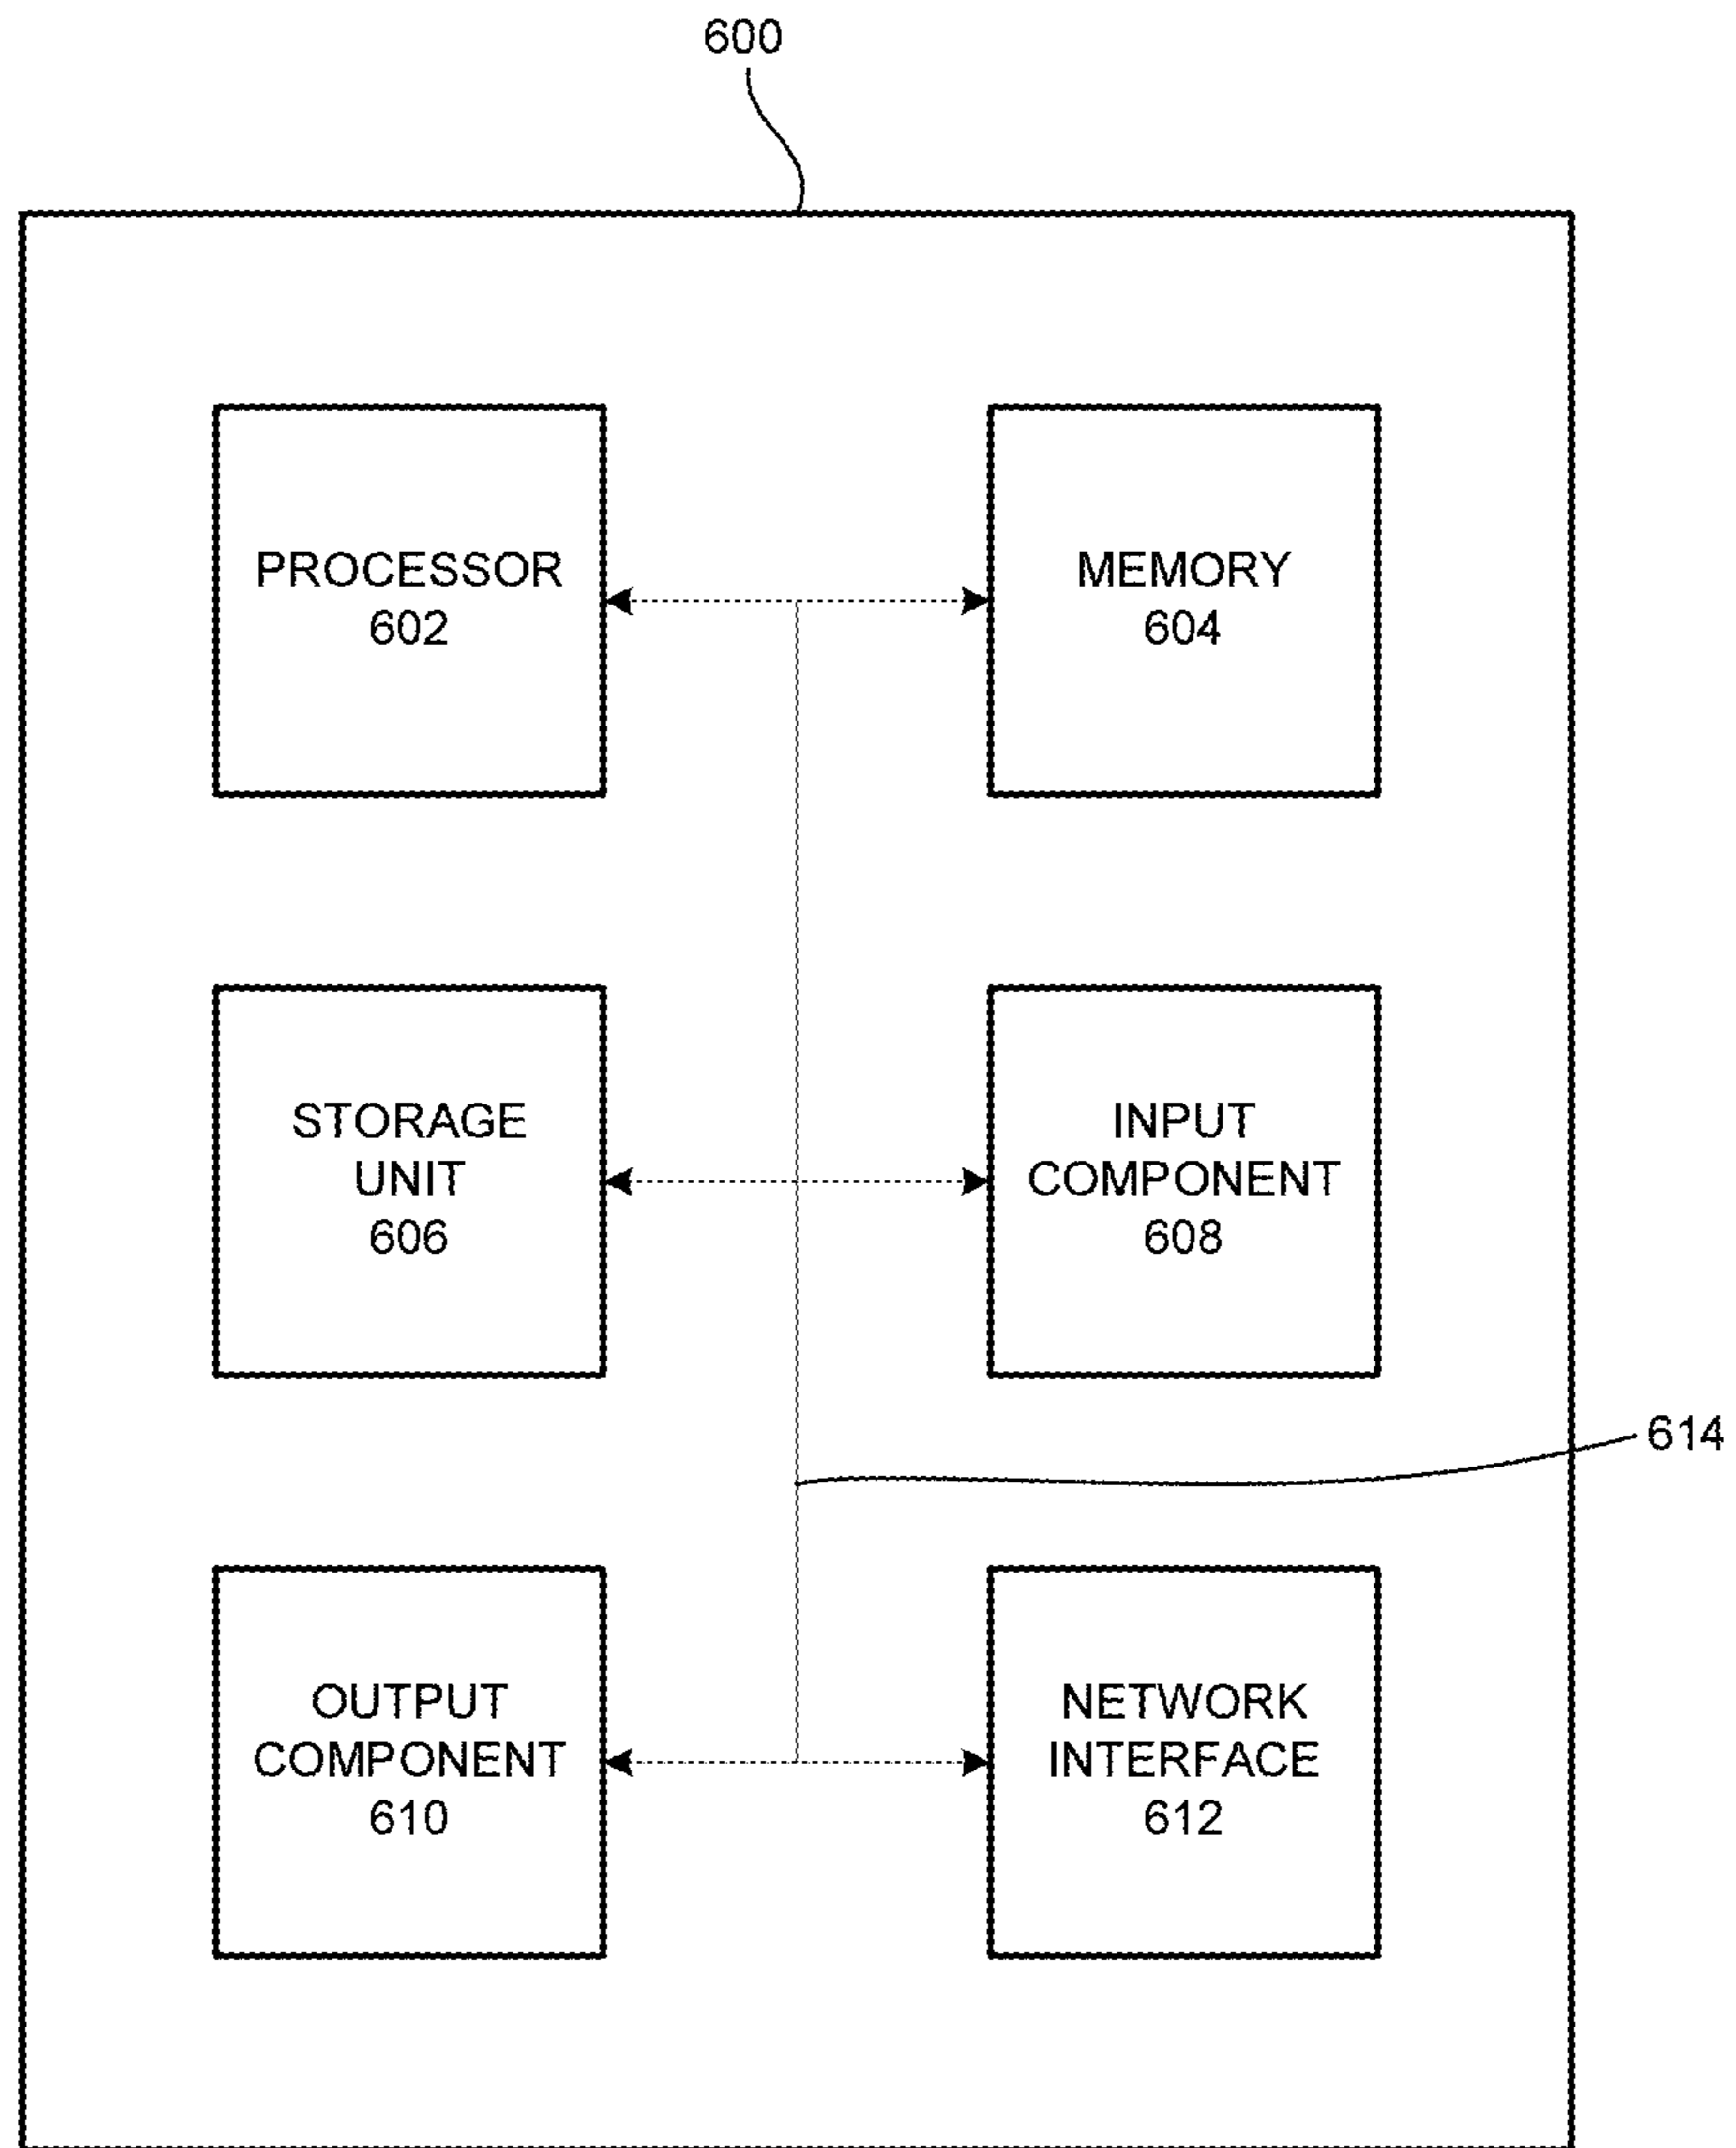 600
PROCESSOR
602
MEMORY
604
STORAGE
UNIT
606
INPUT
COMPONENT
608
614
OUTPUT
COMPONENT
610
NETWORK
INTERFACE
612